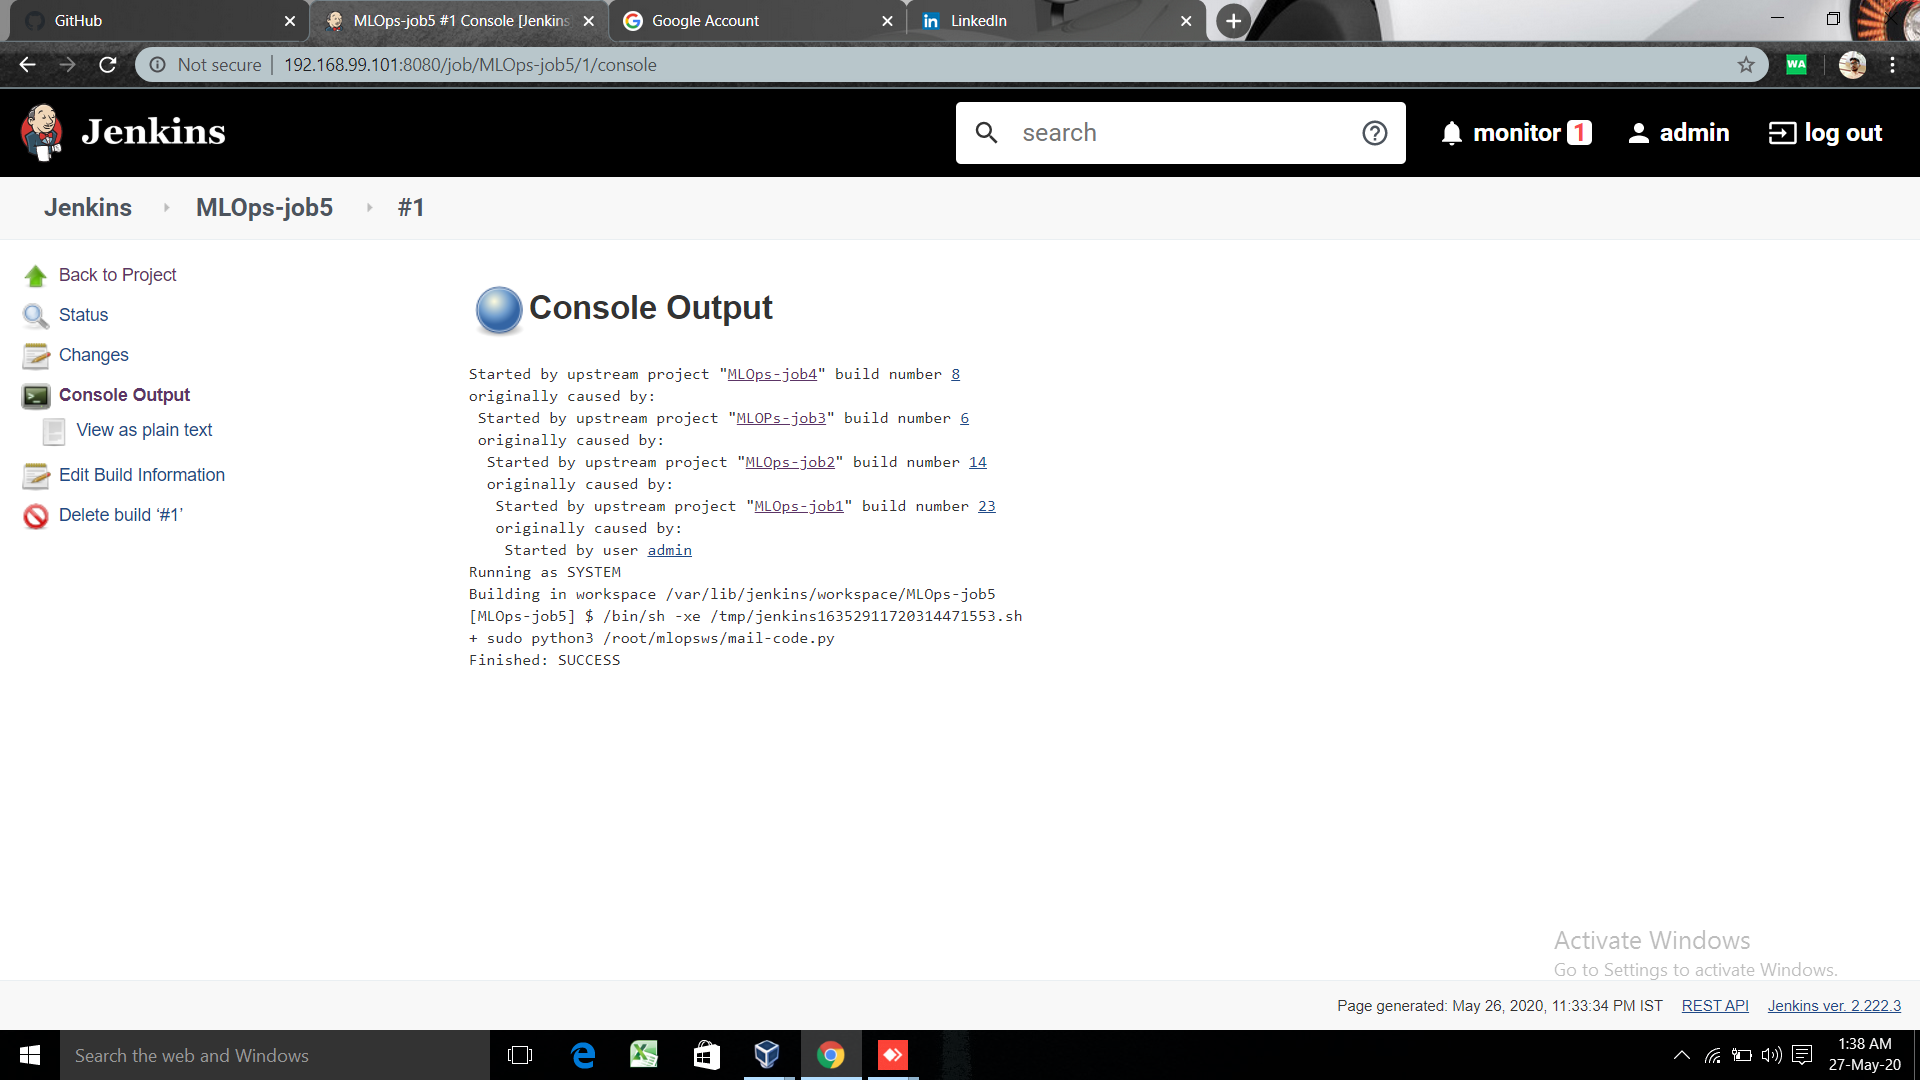 GitHub
MLOps-job5 #1 Console [Jenkins
Google Account
LinkedIn
Not secure
192.168.99.101:8080/job/MLOps-job5/1/console
WA
Jenkins
search
monitor 1
admin
log out
Jenkins
MLOps-job5
#1
Back to Project
Status
Changes
Console Output
View as plain text
Edit Build Information
Delete build ‘#1’
Console Output
Started by upstream project "MLOps-job4" build number 8
originally caused by:
Started by upstream project "MLOPs-job3" build number 6
originally caused by:
Started by upstream project "MLOps-job2" build number 14
originally caused by:
Started by upstream project "MLOps-job1" build number 23
originally caused by:
Started by user admin
Running as SYSTEM
Building in workspace /var/lib/jenkins/workspace/MLOps-job5
[MLOps-job5] $ /bin/sh -xe /tmp/jenkins16352911720314471553.sh
+ sudo python3 /root/mlopsws/mail-code.py
Finished: SUCCESS
Activate Windows
Go to Settings to activate Windows.
Page generated: May 26, 2020, 11:33:34 PM IST
REST API
Jenkins ver. 2.222.3
Search the web and Windows
1:38 AM
27-May-20